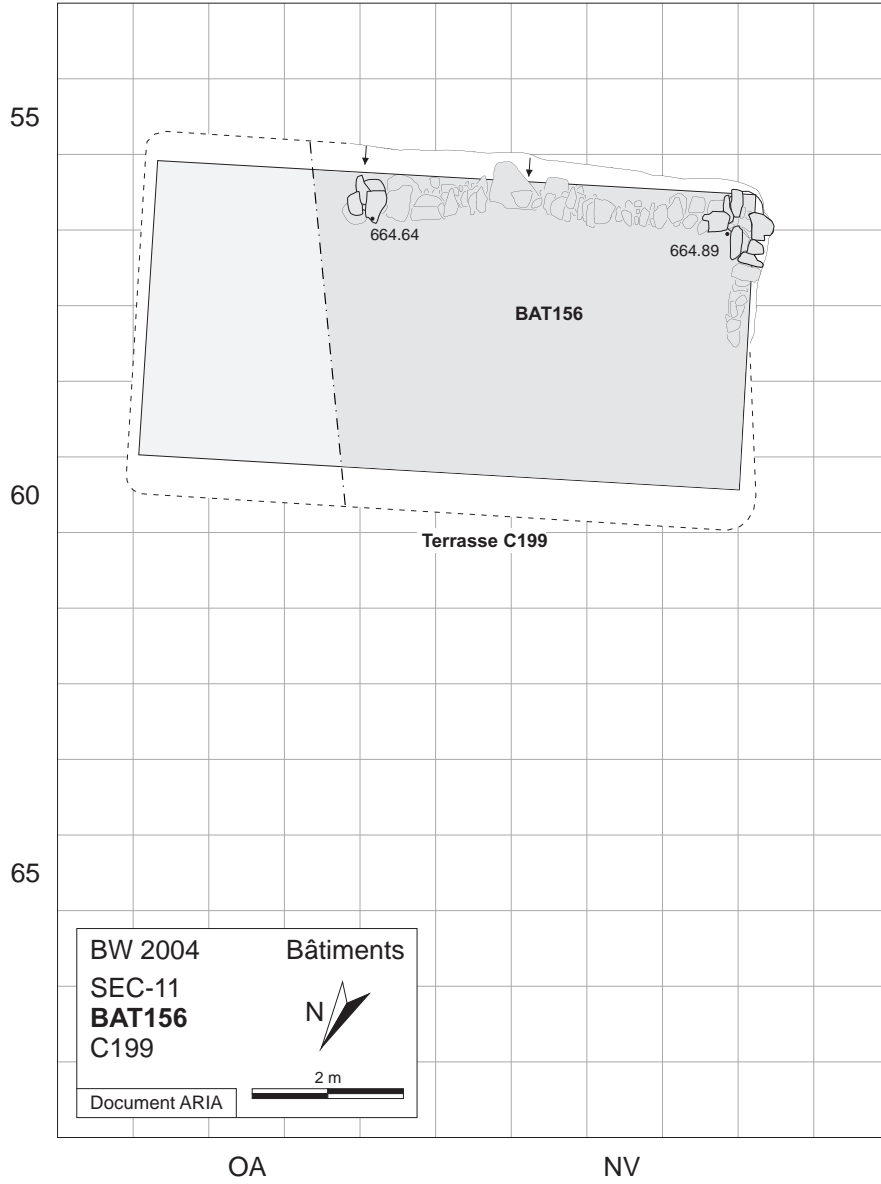 55
664.64
664.89
BAT156
60
Terrasse C199
65
BW 2004 Bâtiments
SEC-11
BAT156
C199
N
2 m
Document ARIA
OA NV